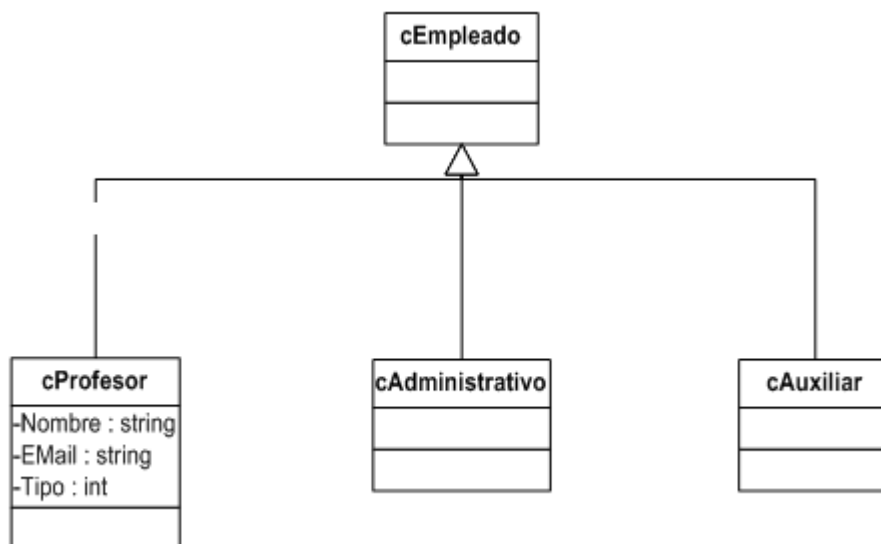 cEmpleado
cProfesor
-Nombre : string
-EMail : string
-Tipo : int
cAdministrativo
cAuxiliar